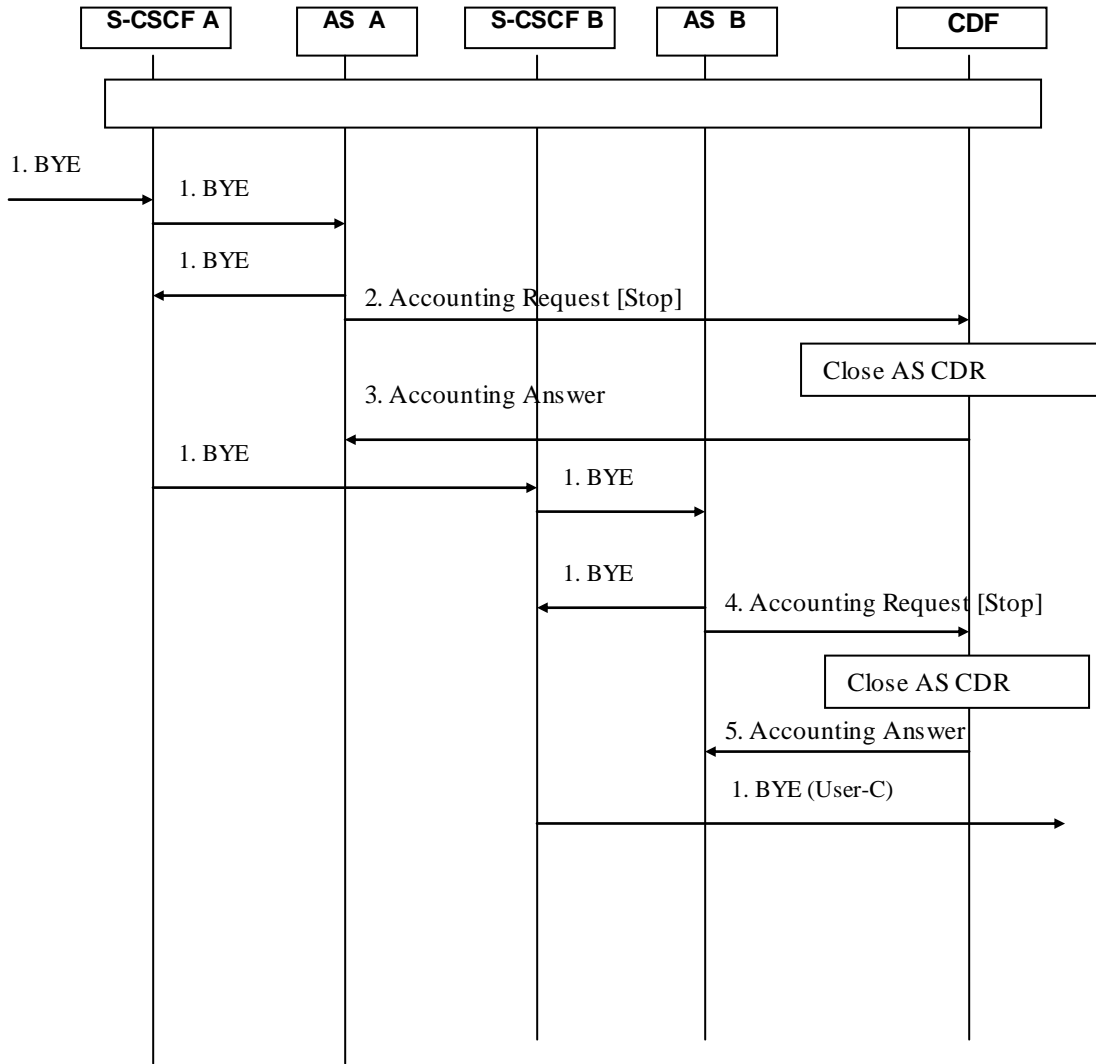 S-CSCF A
AS A
S-CSCF B
AS B
CDF
1. BYE
1. BYE
1. BYE
2. Accounting Request [Stop]
Close AS CDR
3. Accounting Answer
1. BYE
1. BYE
1. BYE
4. Accounting Request [Stop]
Close AS CDR
5. Accounting Answer
1. BYE (User-C)